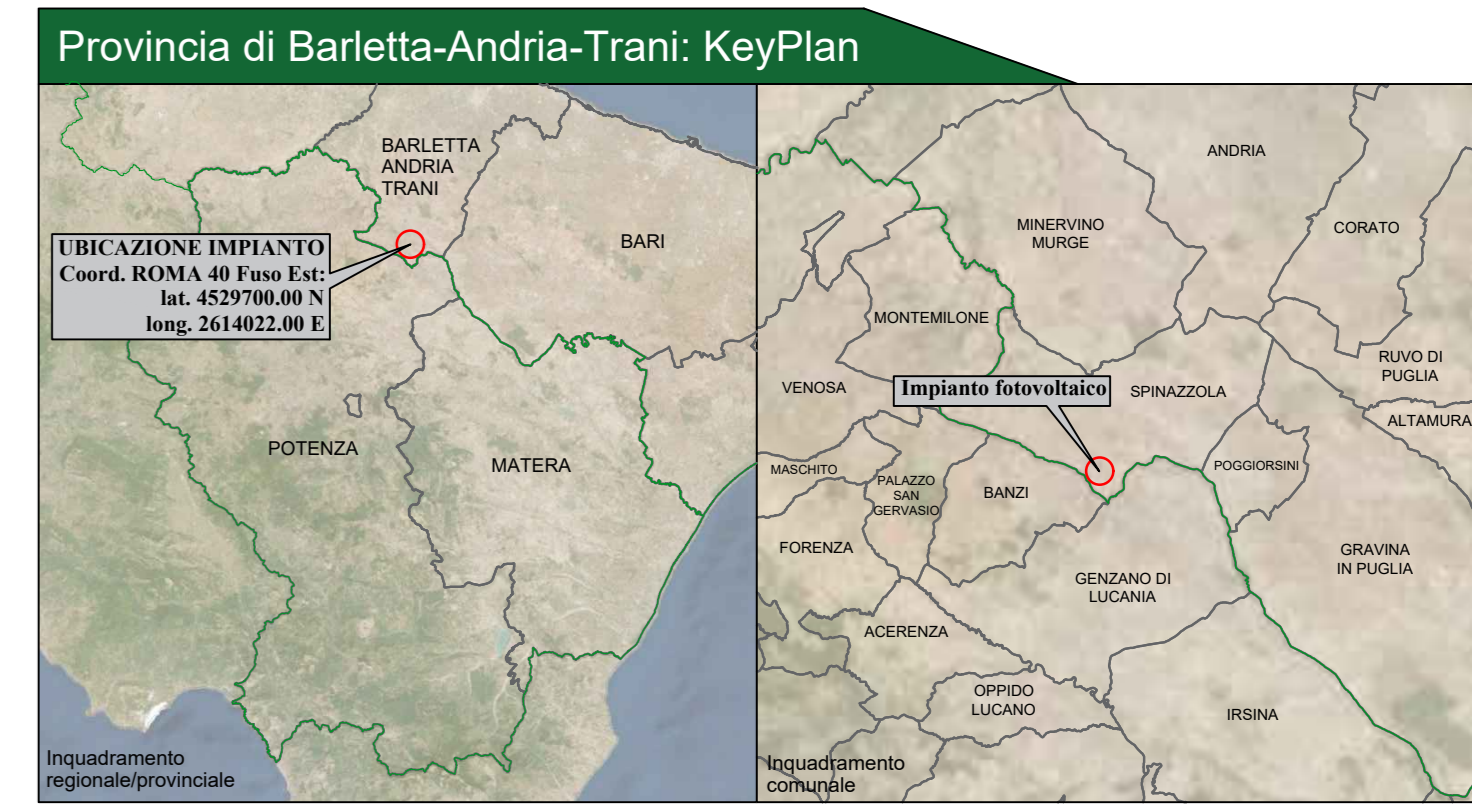 Provincia di Barletta-Andria-Trani: KeyPlan
BARLETTA
ANDRIA
TRANI
BARI
UBICAZIONE IMPIANTO
Coord. ROMA 40 Fuso Est:
lat. 4529700.00 N
long. 2614022.00 E
POTENZA
MATERA
Inquadramento
regionale/provinciale
ANDRIA
MINERVINO
MURGE
CORATO
MONTEMILONE
RUVO DI
PUGLIA
VENOSA
Impianto fotovoltaico
SPINAZZOLA
ALTAMURA
MASCHITO
PALAZZO
SAN
GERVASIO
BANZI
POGGIORSINI
FORENZA
GRAVINA
IN PUGLIA
GENZANO DI
LUCANIA
ACERENZA
OPPIDO
LUCANO
IRSINA
Inquadramento
comunale